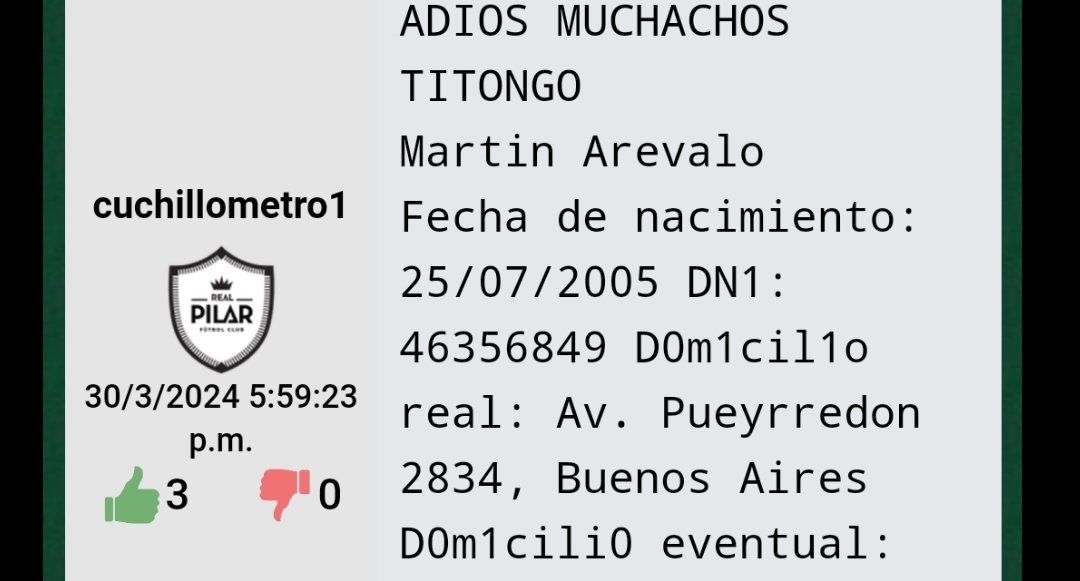 ADIOS MUCHACHOS
TITONGO
Martin Arevalo
Fecha de nacimiento:
25/07/2005 DN1:
46356849 D0m1cil1o
real: Av. Pueyrredon
2834, Buenos Aires
D0m1cili0 eventual:
cuchillometro1
REAL
PILAR
FÚTBOL CLUB
30/3/2024 5:59:23
p.m.
3 0